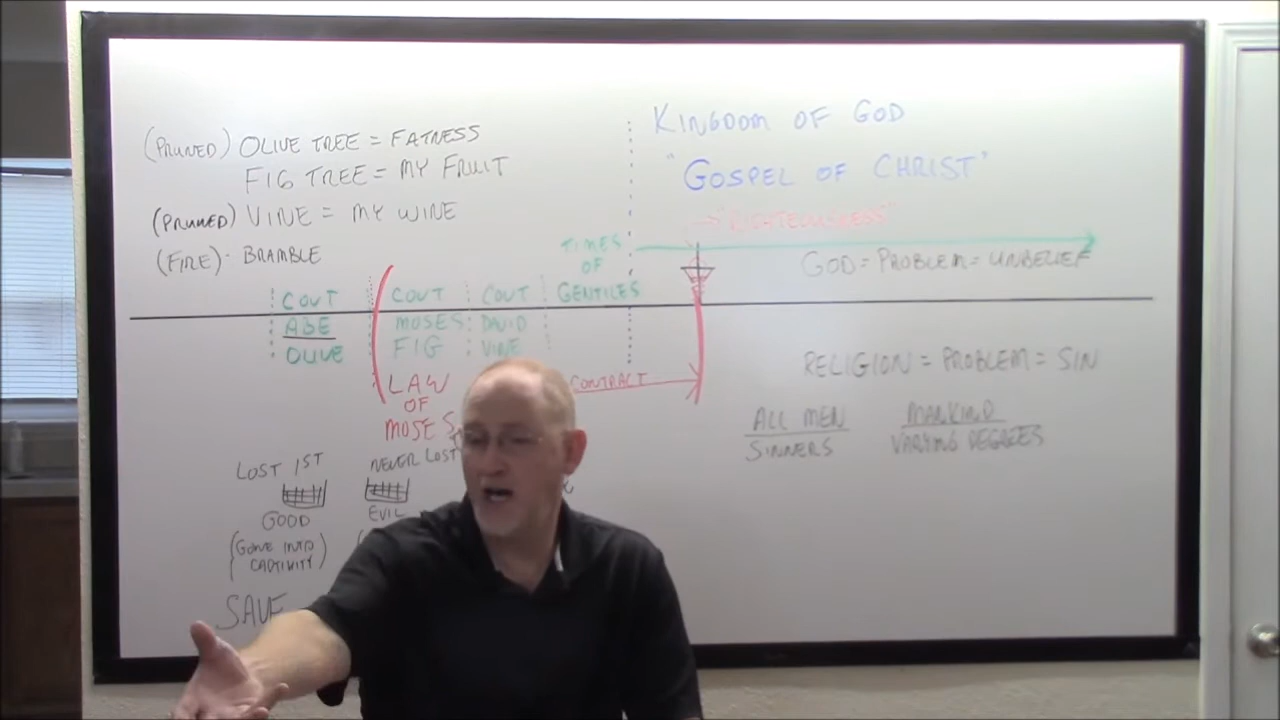 (PRUNED) OLIVE TREE = FATNESS
FIG TREE = MY FRUIT
(PRUNED) VINE = MY WINE
(FIRE) - BRAMBLE
KINGDOM OF GOD
"GOSPEL OF CHRIST"
"RIGHTEOUSNESS"
TIMES
OF
GENTILES
GOD = PROBLEM = UNBELIEF
COVT
ABE
OLIVE
COVT
MOSES
FIG
COVT
DAVID
VINE
LAW
OF
MOSES
CONTRACT
RELIGION = PROBLEM = SIN
ALL MEN
SINNERS
MANKIND
VARYING DEGREES
LOST 1ST
GOOD
(GONE INTO
CAPTIVITY)
NEVER LOST
EVIL
SAVE